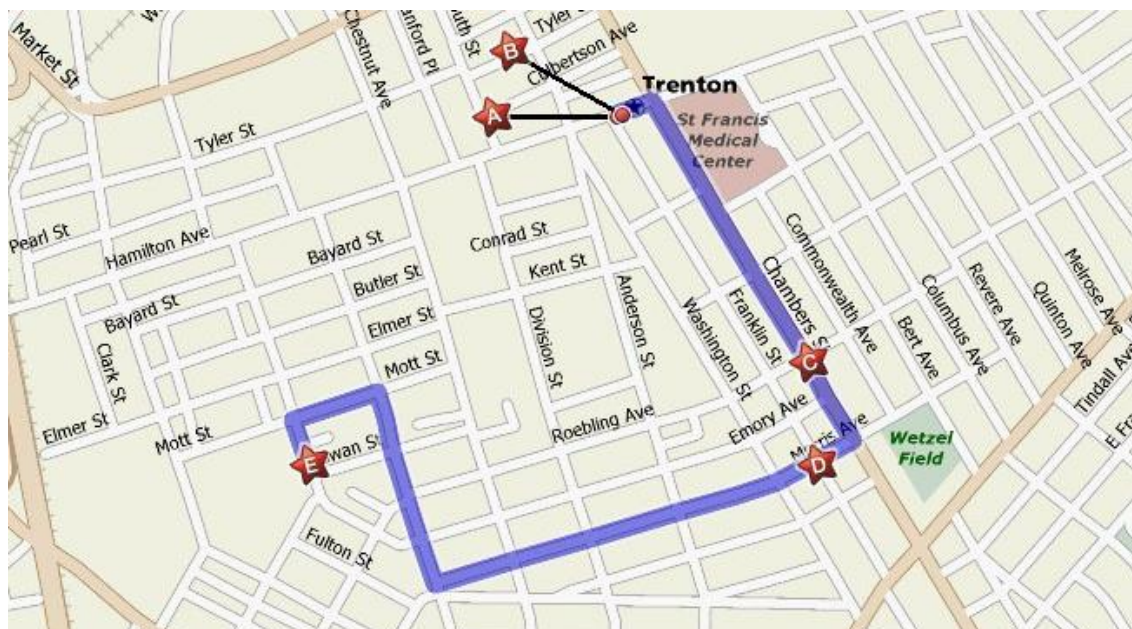 Market St
Chestnut Ave
Tyler St
Culbertson Ave
B
Trenton
A
St Francis
Medical
Center
Tyler St
Pearl St
Hamilton Ave
Bayard St
Conrad St
Butler St
Kent St
Commonwealth Ave
Chambers S
Melrose Ave
Revere Ave
Columbus Ave
Quinton Ave
Bayard St
Elmer St
Division St
Anderson St
Washington St
Franklin St
Bert Ave
Clark St
Mott St
C
Tindall Ave
Elmer St
Mott St
Roebling Ave
Emory Ave
Wetzel
Field
E
D
Fulton St